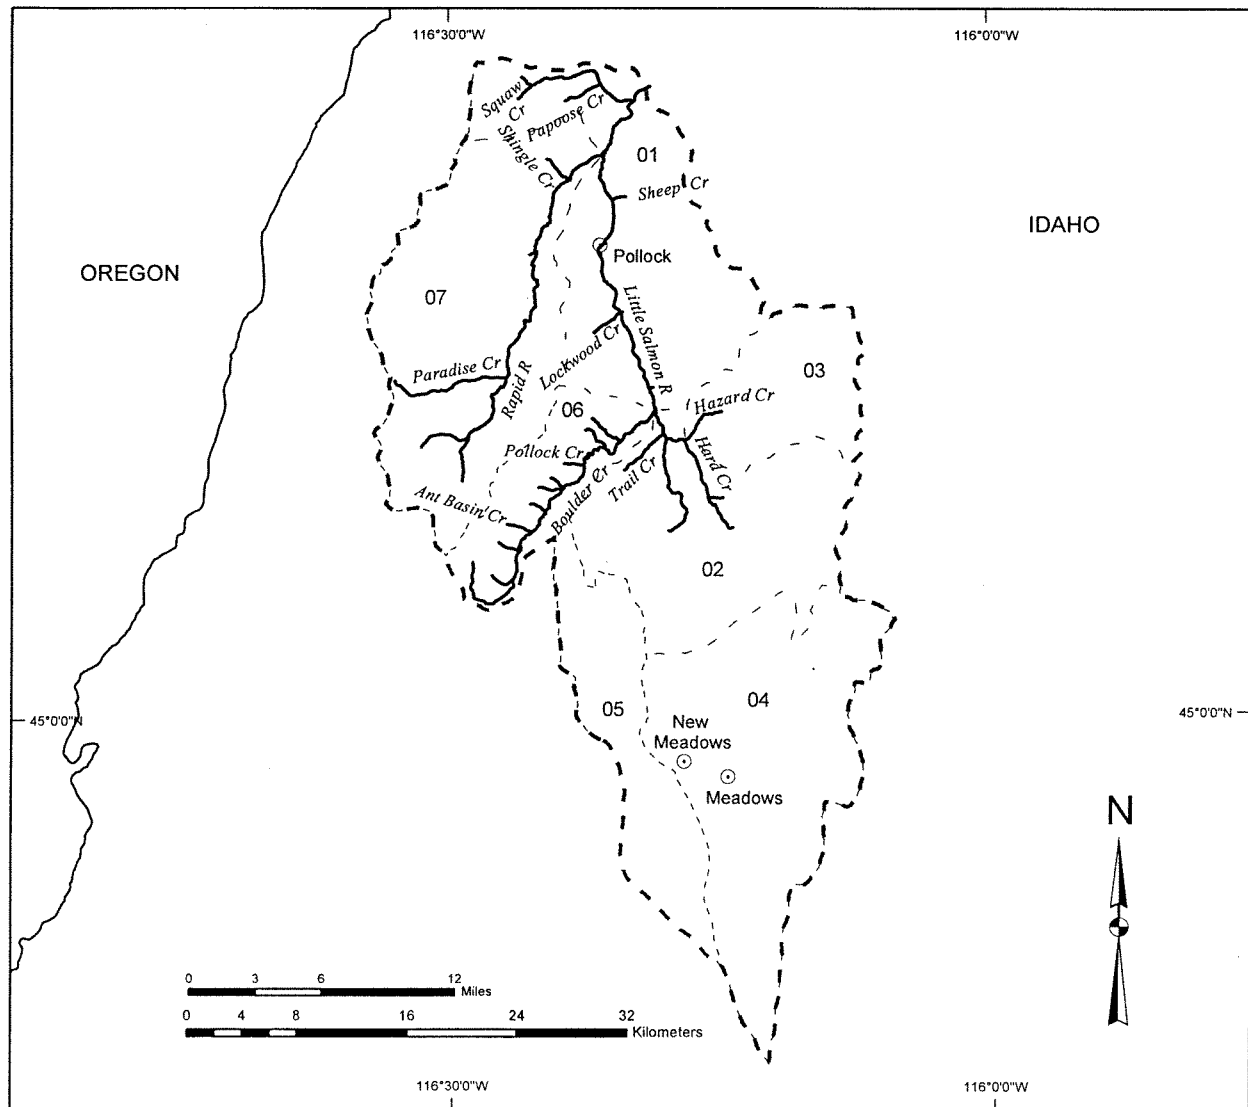 116°30'0"W
116°0'0"W
Squaw
Cr
Papoose Cr
Shingle Cr
01
Sheep Cr
IDAHO
OREGON
Pollock
07
Little Salmon R
Lockwood Cr
Paradise Cr
Rapid R
03
Hazard Cr
06
Pollock Cr
Hard Cr
Trail Cr
Boulder Cr
Ant Basin Cr
02
05
04
45°0'0"N
45°0'0"N
New
Meadows
Meadows
N
0 3 6 12
Miles
0 4 8 16 24 32
Kilometers
116°30'0"W
116°0'0"W